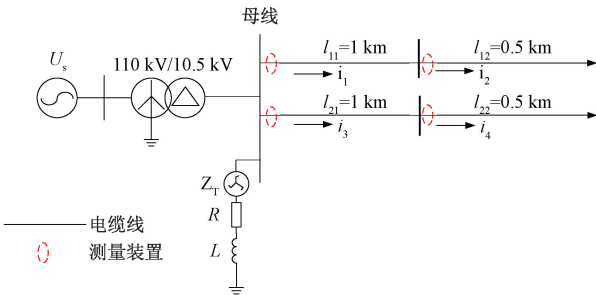 母线
U_s
110 kV/10.5 kV
l_11=1 km
l_12=0.5 km
i_1
i_2
l_21=1 km
l_22=0.5 km
i_3
i_4
Z_T
R
L
电缆线
测量装置